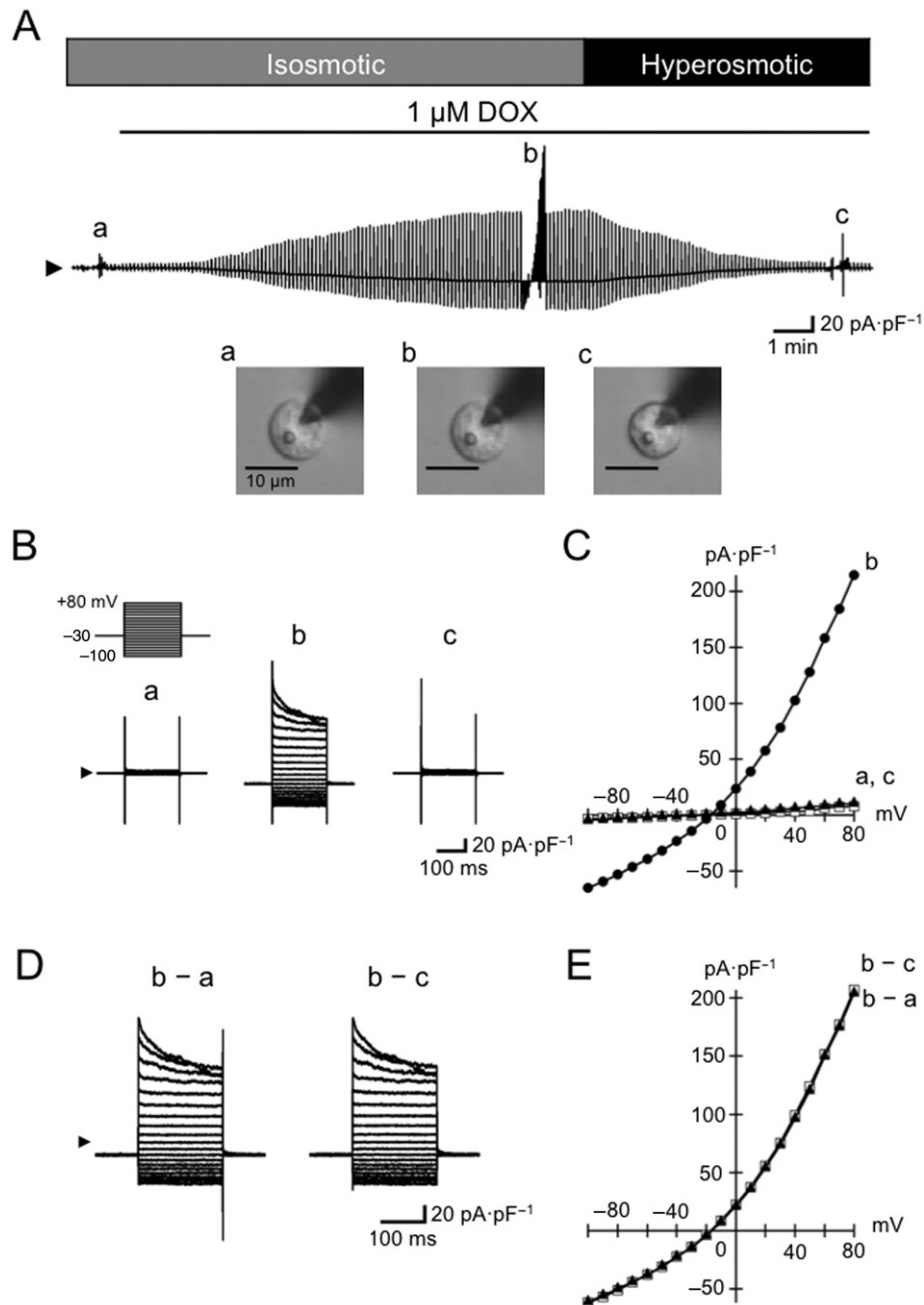 A
Isosmotic Hyperosmotic
1 µM DOX
b
a
c
20 pA·pF⁻¹
1 min
a b c
10 µm
B
+80 mV
−30
−100
a
b
c
20 pA·pF⁻¹
100 ms
C
pA·pF⁻¹
b
200
150
100
50
a, c
−80 −40
mV
0 40 80
−50
D
b − a
b − c
20 pA·pF⁻¹
100 ms
E
pA·pF⁻¹
b − c
b − a
200
150
100
50
−80 −40
mV
0 40 80
−50